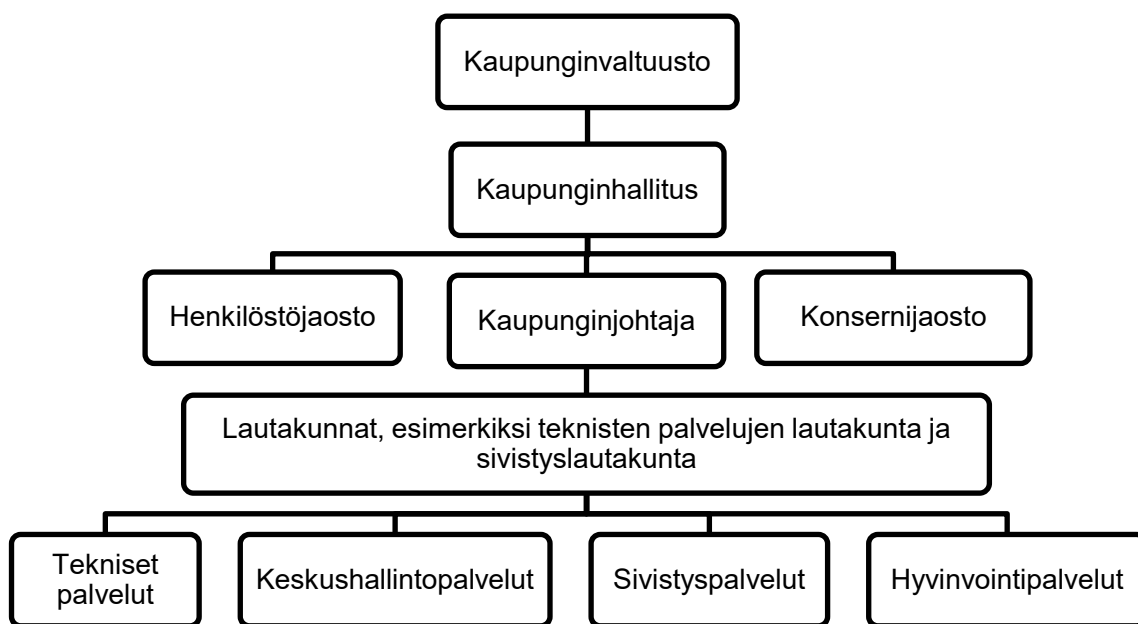 Kaupunginvaltuusto
Kaupunginhallitus
Henkilöstöjaosto
Kaupunginjohtaja
Konsernijaosto
Lautakunnat, esimerkiksi teknisten palvelujen lautakunta ja
sivistyslautakunta
Tekniset
palvelut
Keskushallintopalvelut
Sivistyspalvelut
Hyvinvointipalvelut